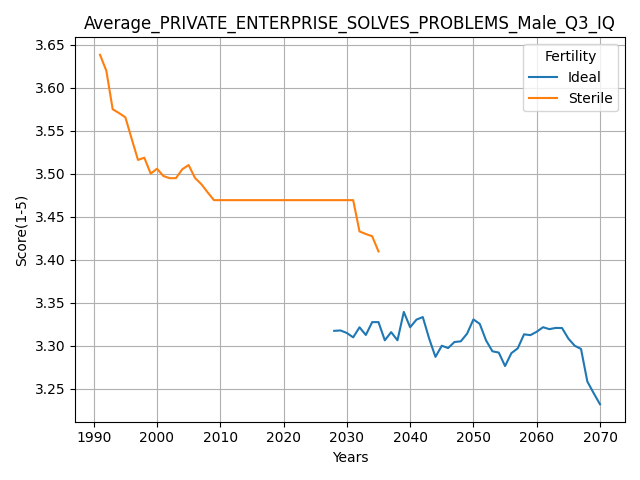 Average_PRIVATE_ENTERPRISE_SOLVES_PROBLEMS_Male_Q3_IQ
Fertility
Ideal
Sterile
Score(1-5)
3.65
3.60
3.55
3.50
3.45
3.40
3.35
3.30
3.25
1990 2000 2010 2020 2030 2040 2050 2060 2070
Years